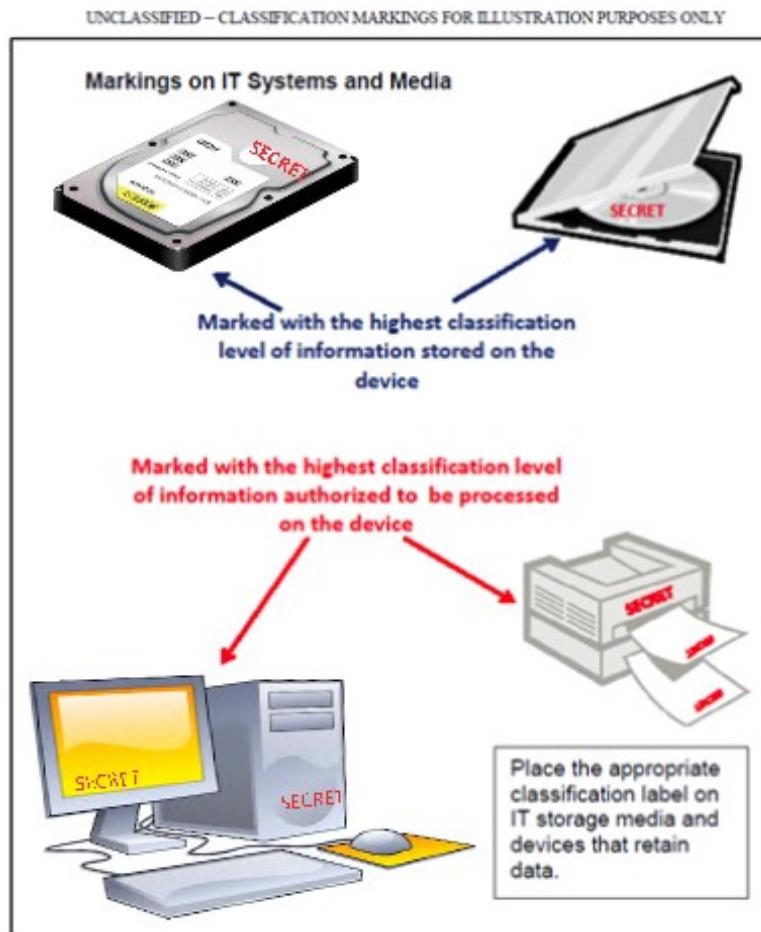 UNCLASSIFIED – CLASSIFICATION MARKINGS FOR ILLUSTRATION PURPOSES ONLY
Markings on IT Systems and Media
SECRET
SECRET
Marked with the highest classification
level of information stored on the
device
Marked with the highest classification level
of information authorized to be processed
on the device
SECRET
SECRET
SECRET
SECRET
SECRET
Place the appropriate
classification label on
IT storage media and
devices that retain
data.